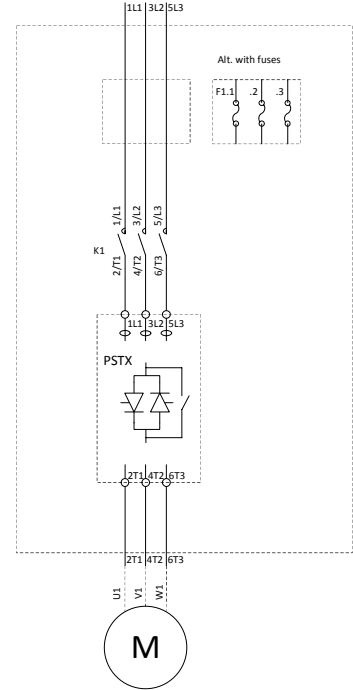 1L1 3L2 5L3
Alt. with fuses
F1.1 .2 .3
1/L1 3/L2 5/L3
K1
2/T1 4/T2 6/T3
1L1 3L2 5L3
PSTX
2T1 4T2 6T3
2T1 4T2 6T3
U1 V1 W1
M